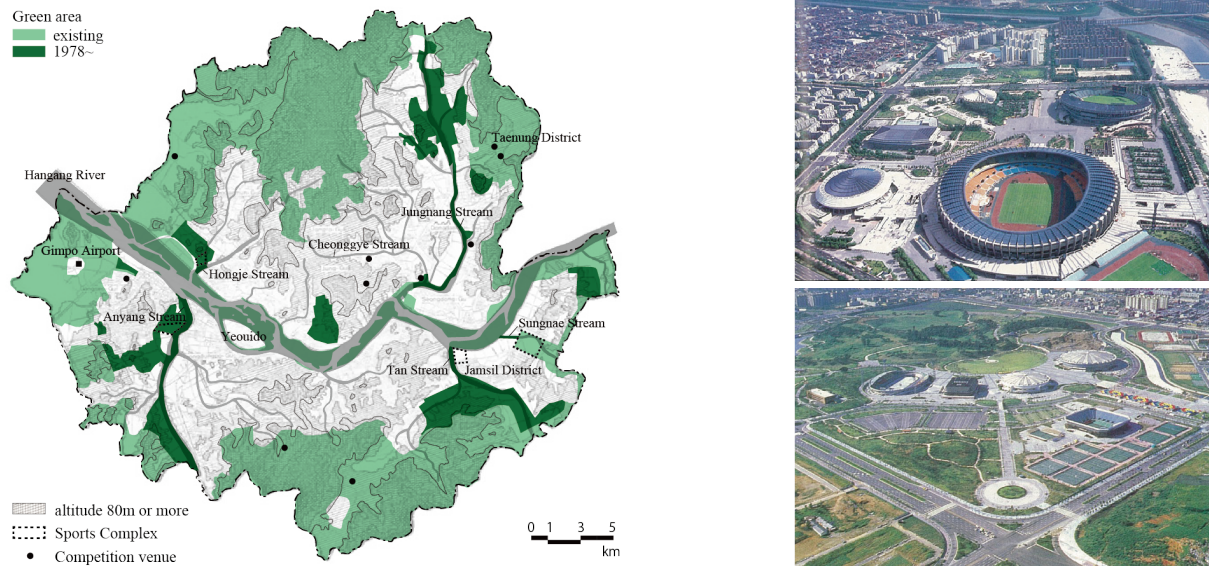 Green area
existing
1978~
Taenung District
Hangang River
Jungnang Stream
Gimpo Airport
Cheonggye Stream
Hongje Stream
Anyang Stream
Yeouido
Sungnae Stream
Tan Stream
Jamsil District
altitude 80m or more
Sports Complex
Competition venue
0 1 3 5
km